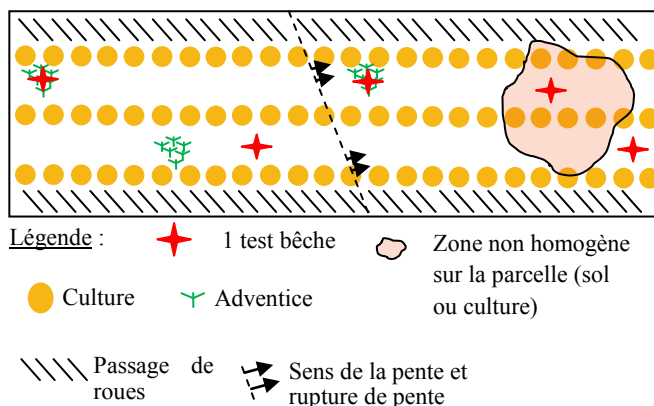 Légende :
1 test bêche
Zone non homogène
sur la parcelle (sol
ou culture)
Culture
Adventice
Passage de
roues
Sens de la pente et
rupture de pente